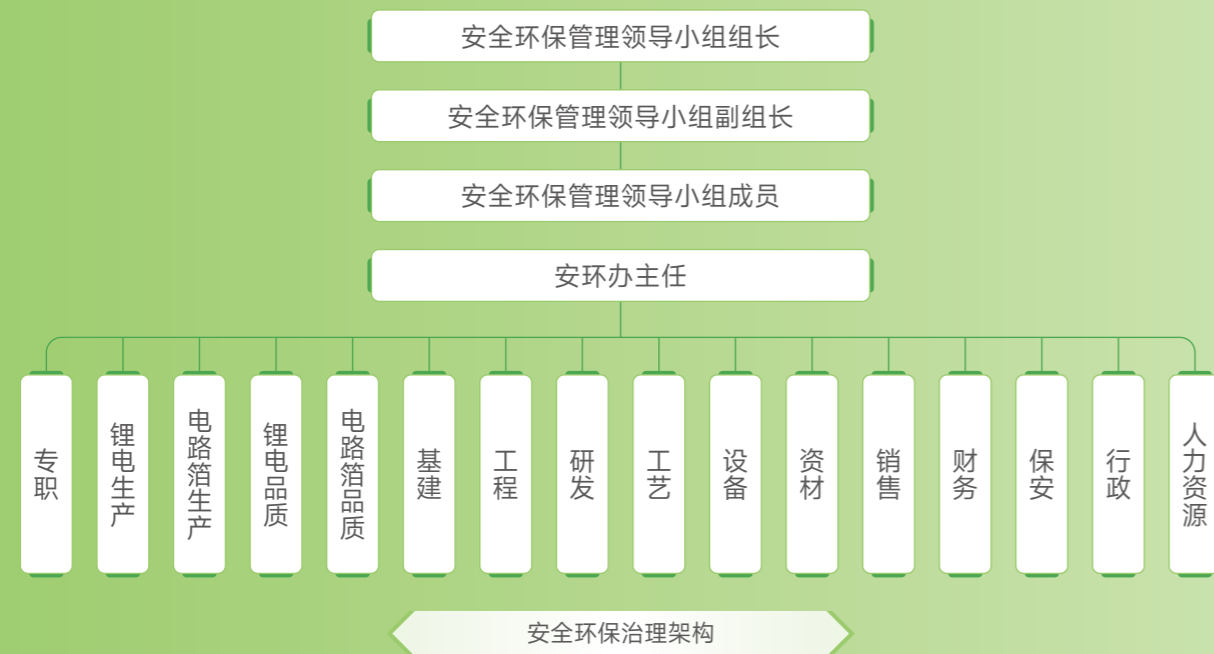 安全环保管理领导小组组长
安全环保管理领导小组副组长
安全环保管理领导小组成员
安环办主任
专职
锂电生产
电路箔生产
锂电品质
电路箔品质
基建
工程
研发
工艺
设备
资材
销售
财务
保安
行政
人力资源
安全环保治理架构